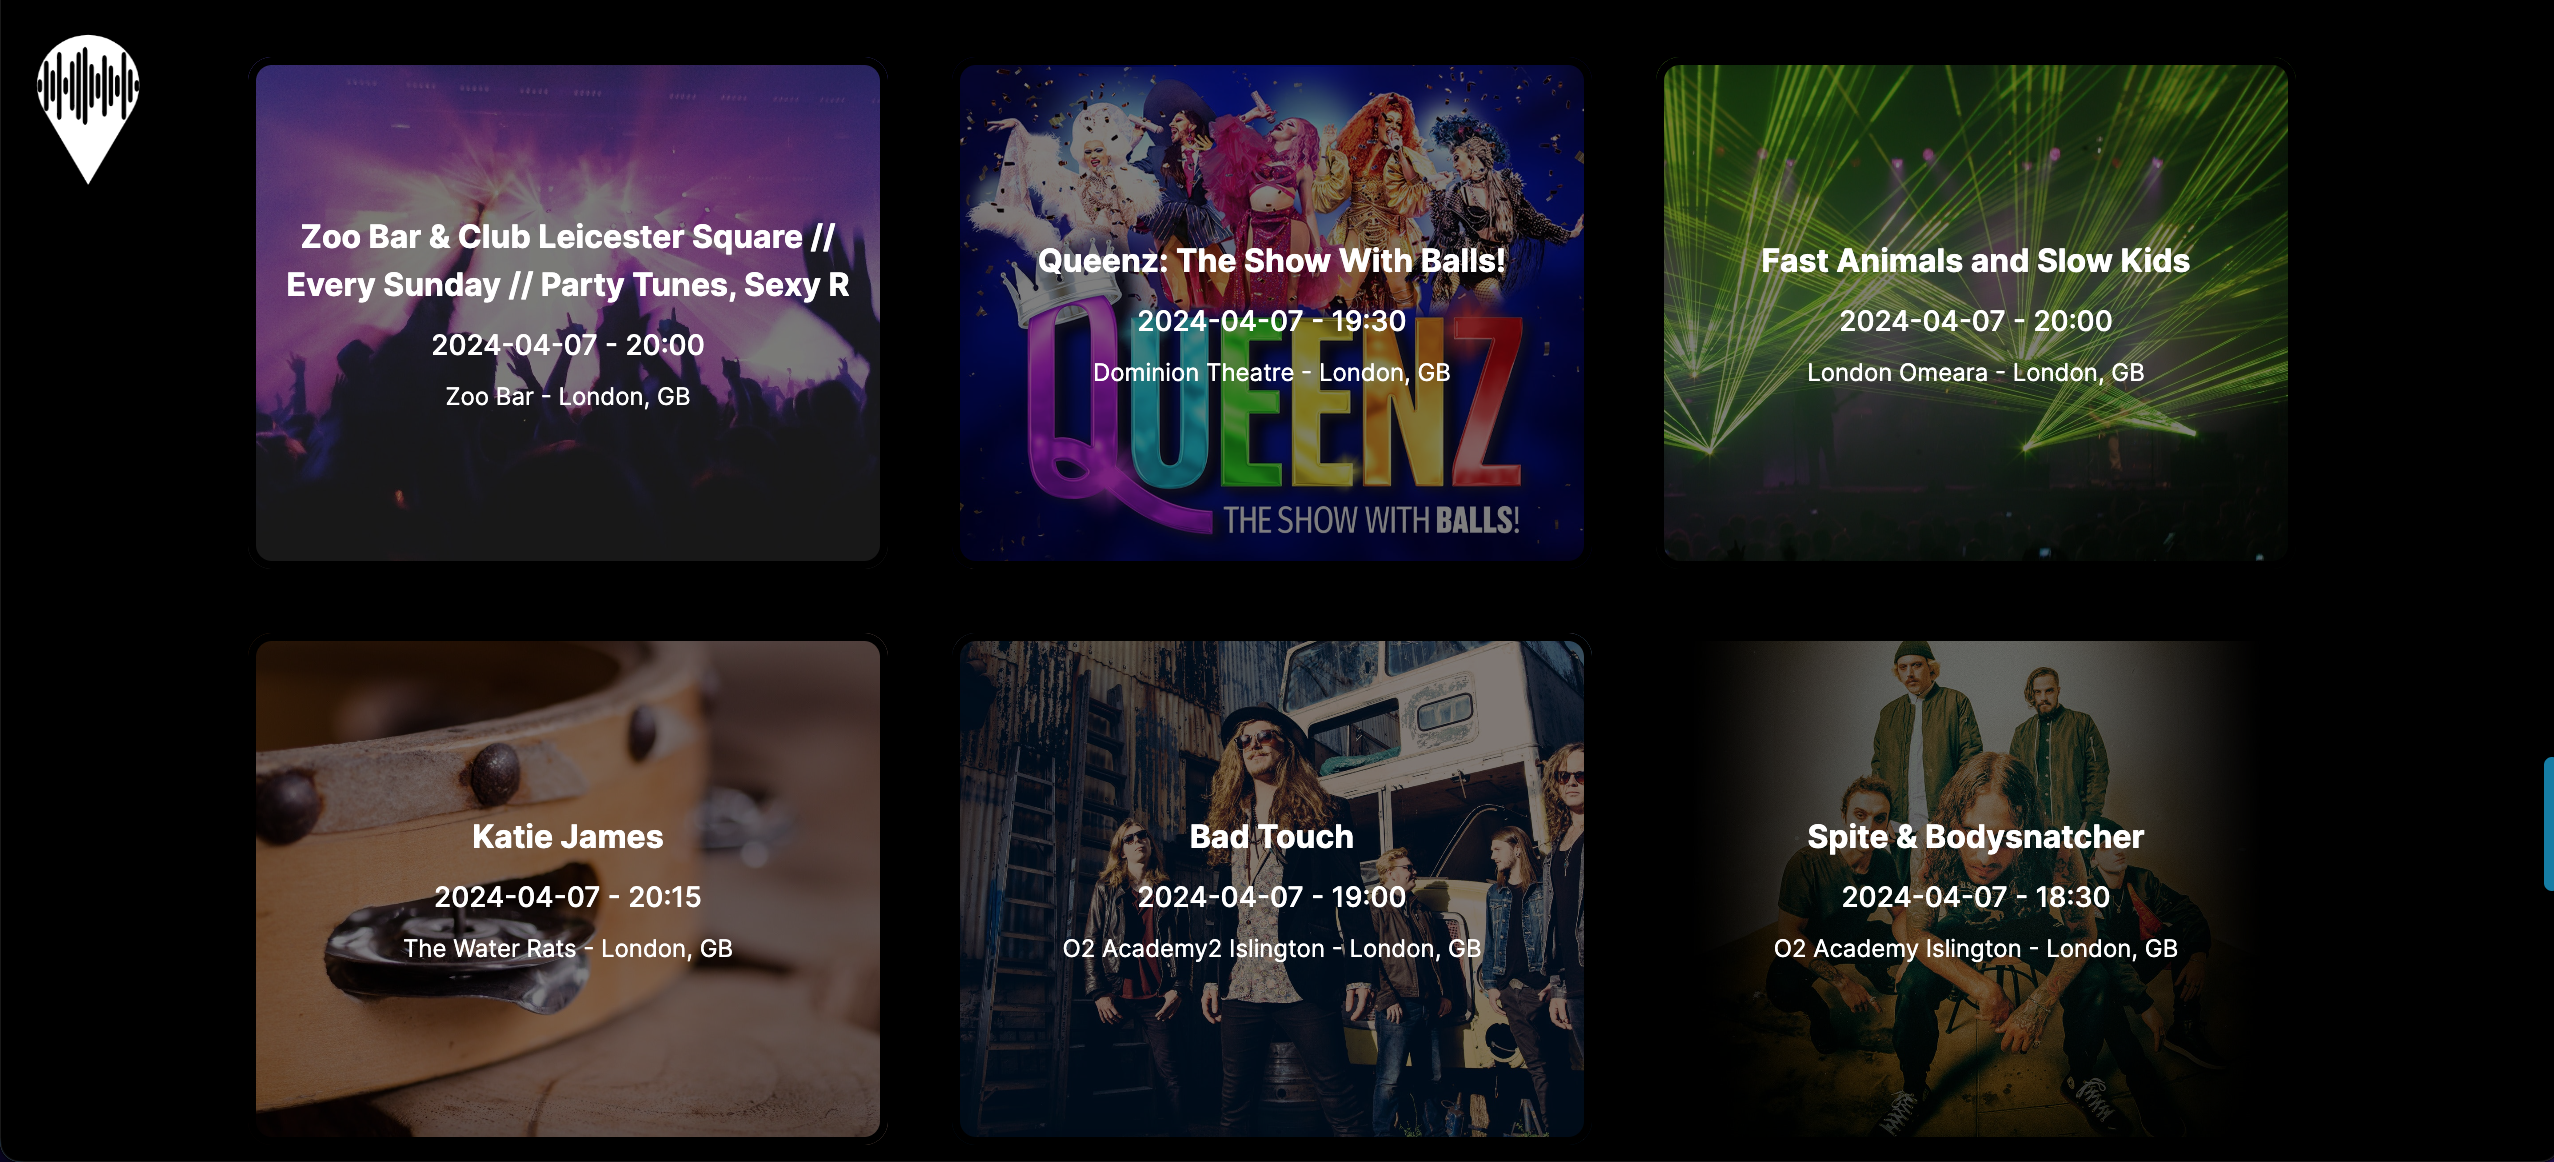 Zoo Bar & Club Leicester Square //
Every Sunday // Party Tunes, Sexy R
2024-04-07 - 20:00
Zoo Bar - London, GB
Queenz: The Show With Balls!
2024-04-07 - 19:30
Dominion Theatre - London, GB
QUEENZ
THE SHOW WITH BALLS!
Fast Animals and Slow Kids
2024-04-07 - 20:00
London Omeara - London, GB
Katie James
2024-04-07 - 20:15
The Water Rats - London, GB
Bad Touch
2024-04-07 - 19:00
O2 Academy2 Islington - London, GB
Spite & Bodysnatcher
2024-04-07 - 18:30
O2 Academy Islington - London, GB